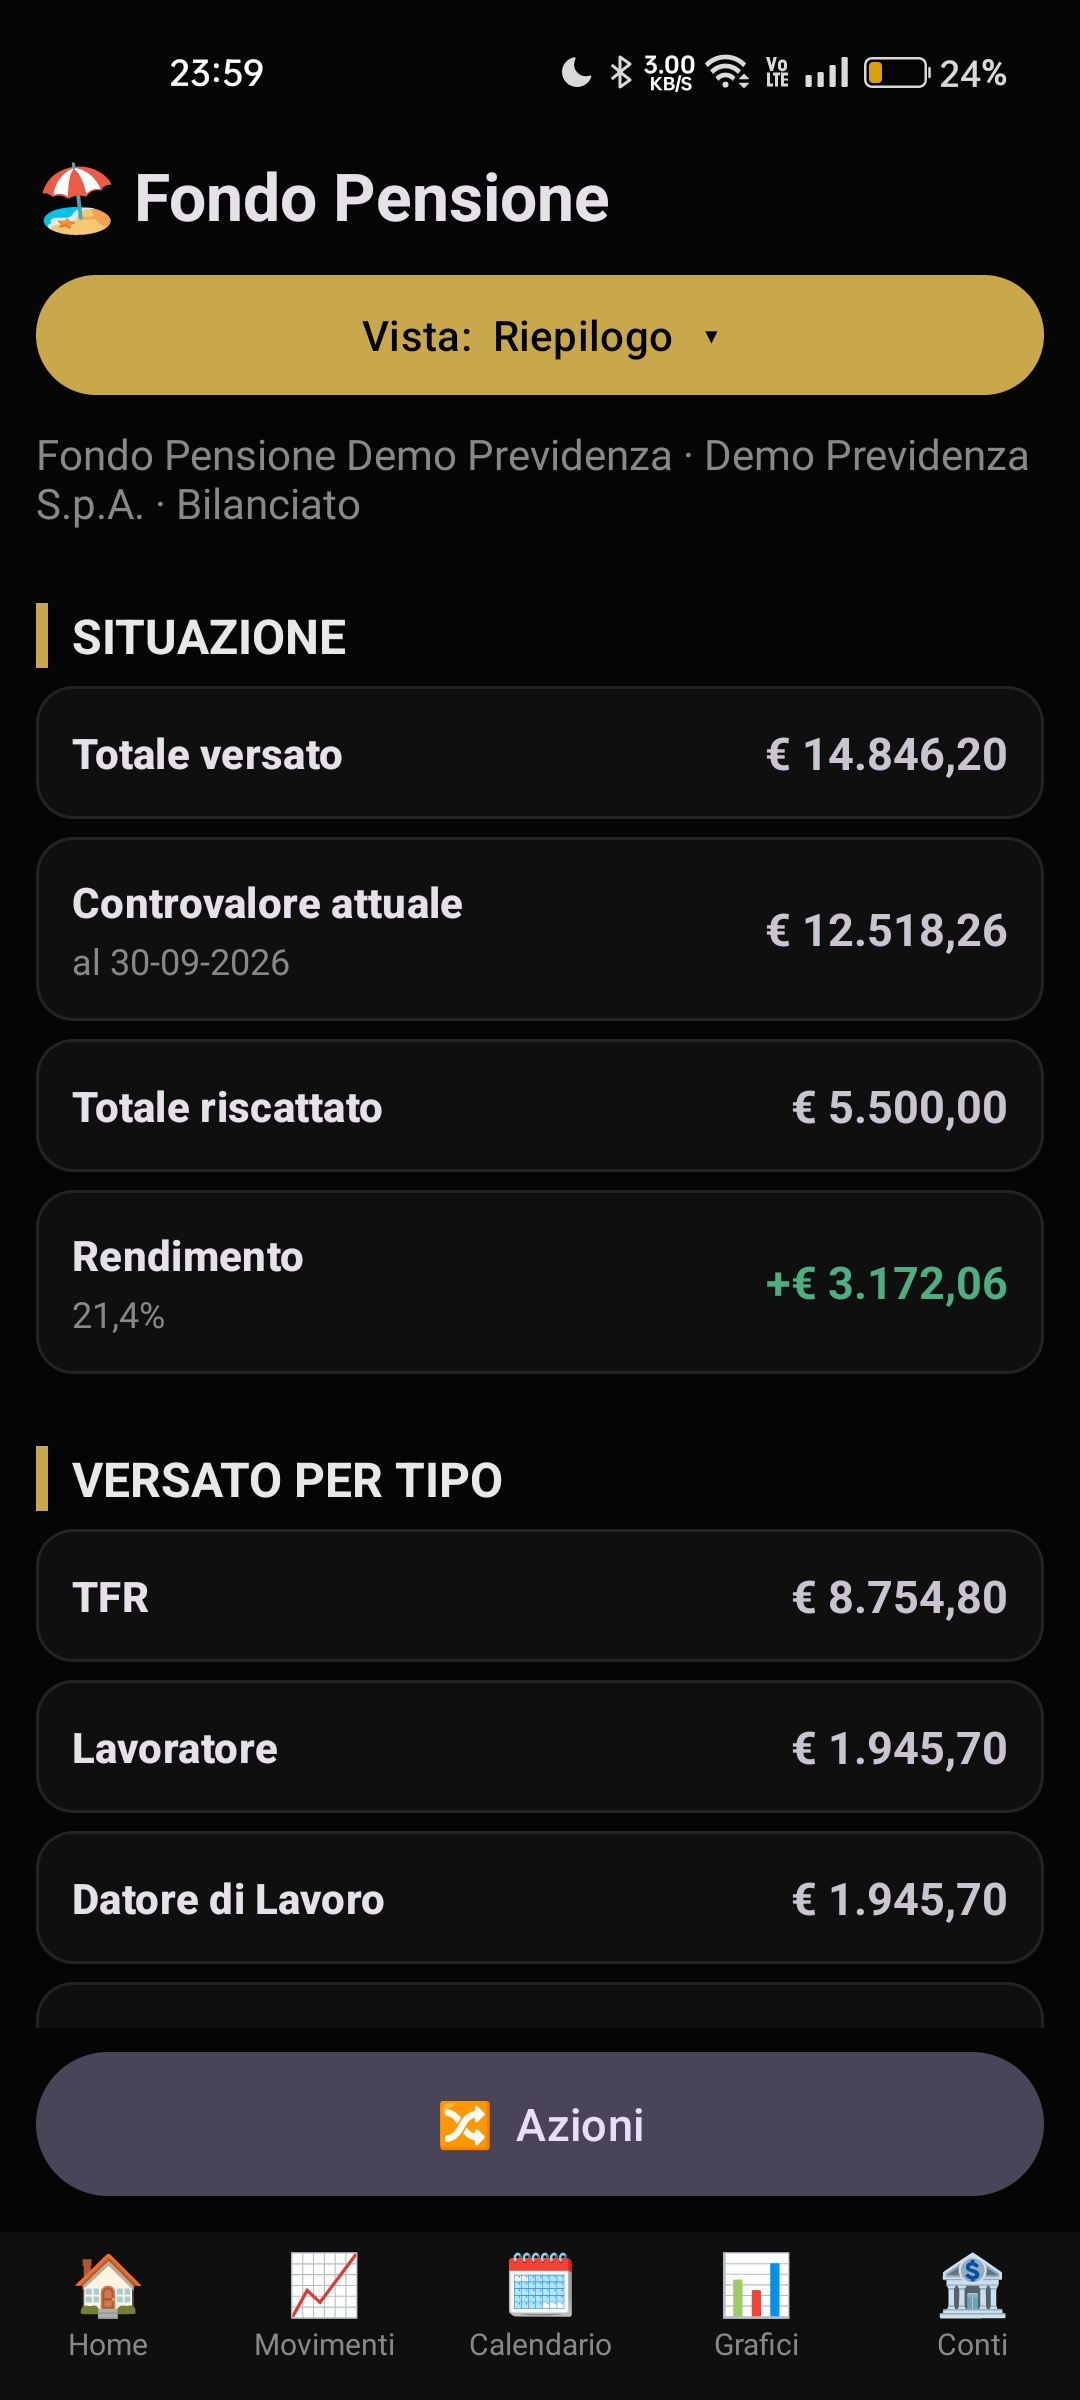 23:59
3.00
KB/S
Vo
LTE
24%
Fondo Pensione
Vista: Riepilogo ▾
Fondo Pensione Demo Previdenza · Demo Previdenza
S.p.A. · Bilanciato
SITUAZIONE
Totale versato € 14.846,20
Controvalore attuale
€ 12.518,26
al 30-09-2026
Totale riscattato € 5.500,00
Rendimento
+€ 3.172,06
21,4%
VERSATO PER TIPO
TFR € 8.754,80
Lavoratore € 1.945,70
Datore di Lavoro € 1.945,70
Azioni
Home Movimenti Calendario Grafici Conti